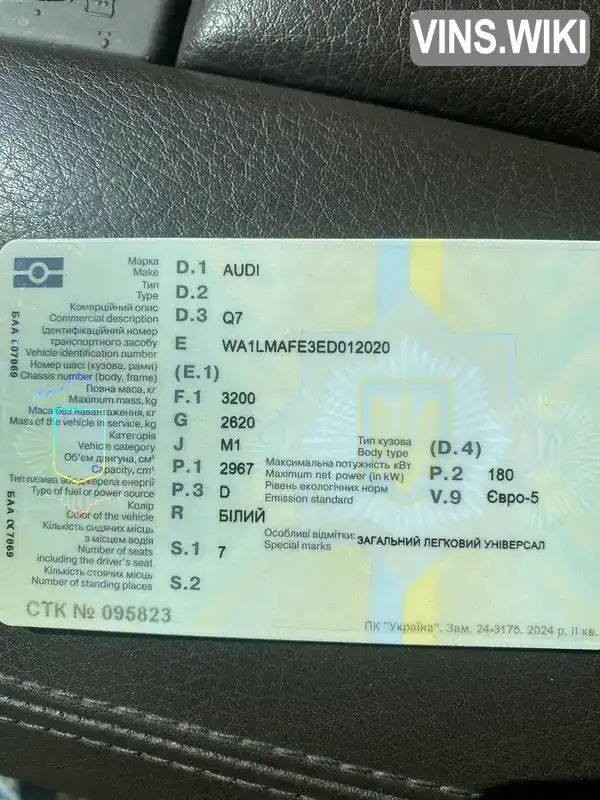 VINS.WIKI
Марка
Make D.1 AUDI
Тип
Type D.2
Комерційний опис
Commercial description D.3 Q7
Ідентифікаційний номер
транспортного засобу
Vehicle identification number E WA1LMAFE3ED012020
Номер шасі (кузова, рами)
Chassis number (body, frame) (E.1)
Повна маса, кг
Maximum mass, kg F.1 3200
Маса без навантаження, кг
Mass of the vehicle in service, kg G 2620
Категорія
Vehicle category J M1
Тип кузова
Body type (D.4)
Об'єм двигуна, см³
Capacity, cm³ P.1 2967
Максимальна потужність кВт
Maximum net power (in kW) P.2 180
Тип палива або джерела енергії
Type of fuel or power source P.3 D
Рівень екологічних норм
Emission standard V.9 Євро-5
Колір
Color of the vehicle R БІЛИЙ
Кількість сидячих місць
з місцем водія
Number of seats
including the driver's seat S.1 7
Особливі відмітки:
Special marks ЗАГАЛЬНИЙ ЛЕГКОВИЙ УНІВЕРСАЛ
Кількість стоячих місць
Number of standing places S.2
СТК № 095823
ПК "Україна". Зам. 24-3175. 2024 р. II кв.